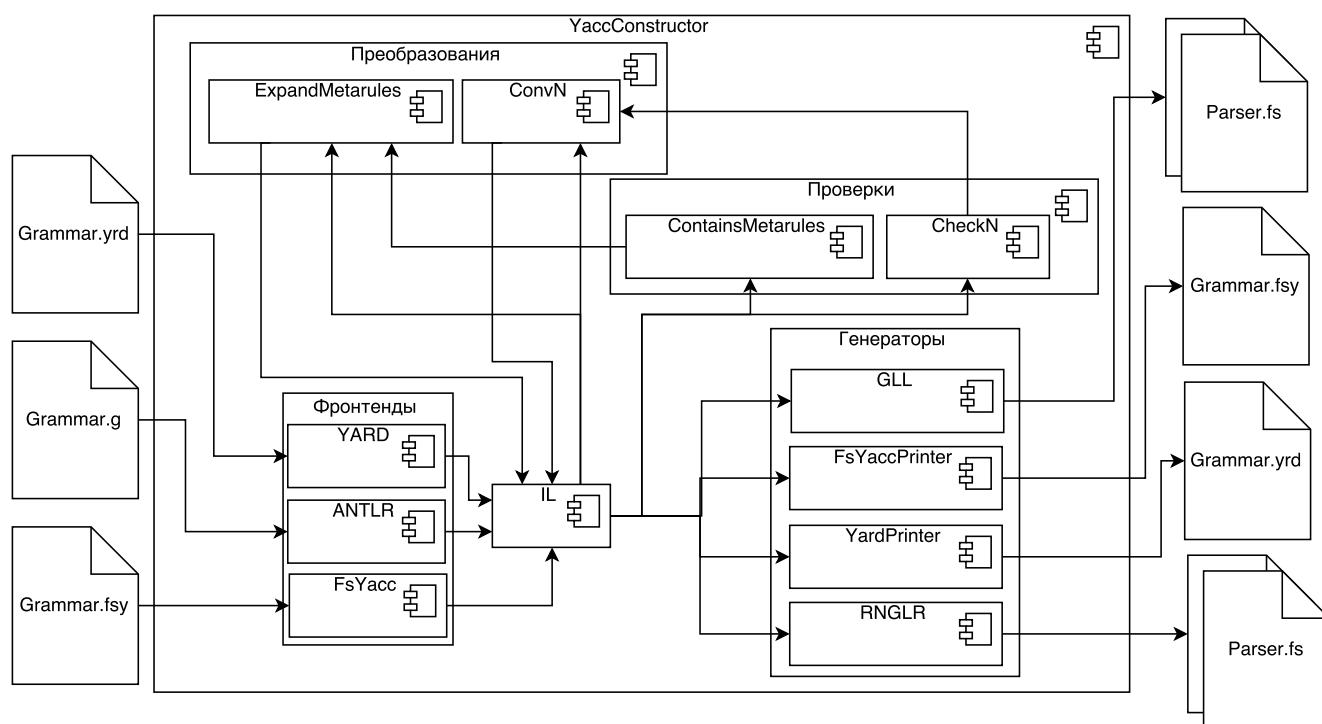 YaccConstructor
Преобразования
ExpandMetarules
ConvN
Parser.fs
Проверки
ContainsMetarules
CheckN
Grammar.yrd
Grammar.fsy
Генераторы
GLL
Фронтенды
YARD
Grammar.g
FsYaccPrinter
Grammar.yrd
IL
ANTLR
YardPrinter
FsYacc
Grammar.fsy
RNGLR
Parser.fs